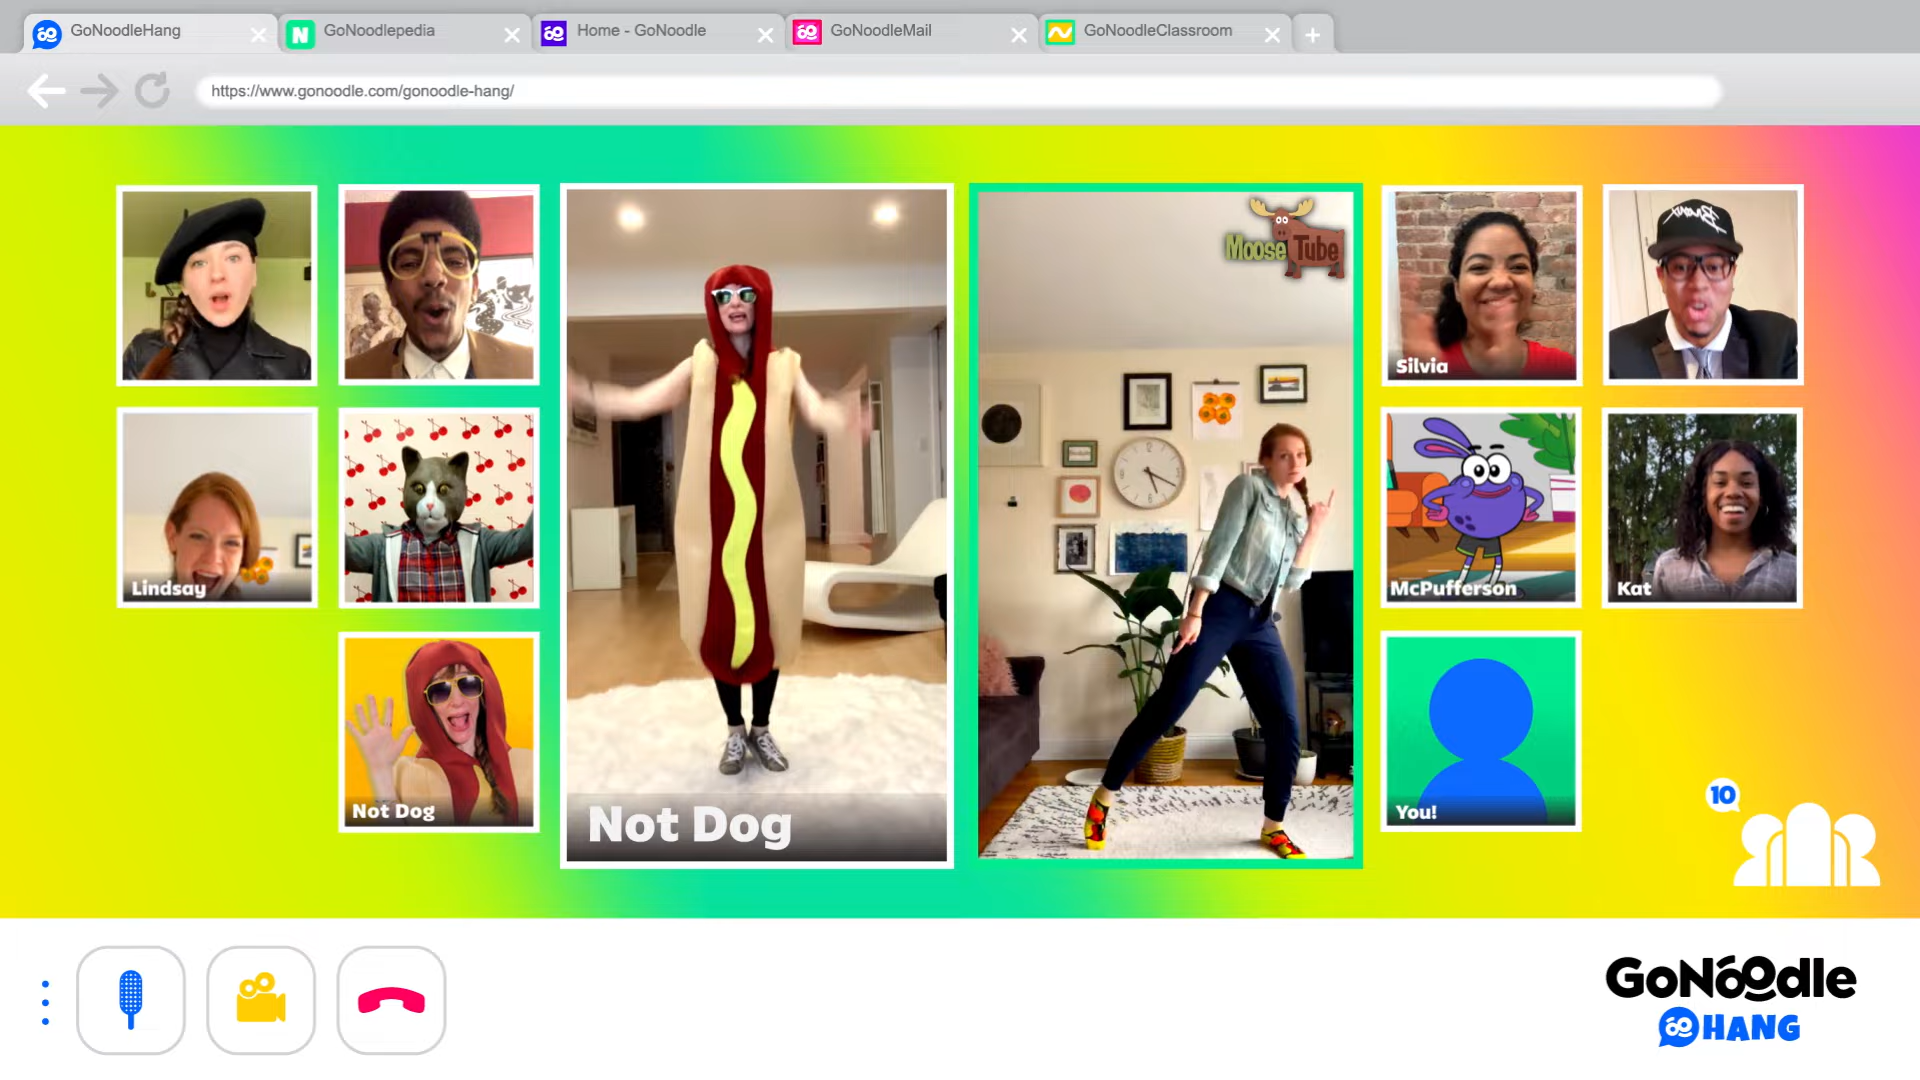 GoNoodleHang
GoNoodlepedia
Home - GoNoodle
GoNoodleMail
GoNoodleClassroom
https://www.gonoodle.com/gonoodle-hang/
Moose Tube
Silvia
Lindsay
McPufferson
Kat
Not Dog
Not Dog
You!
10
GoNoodle
HANG